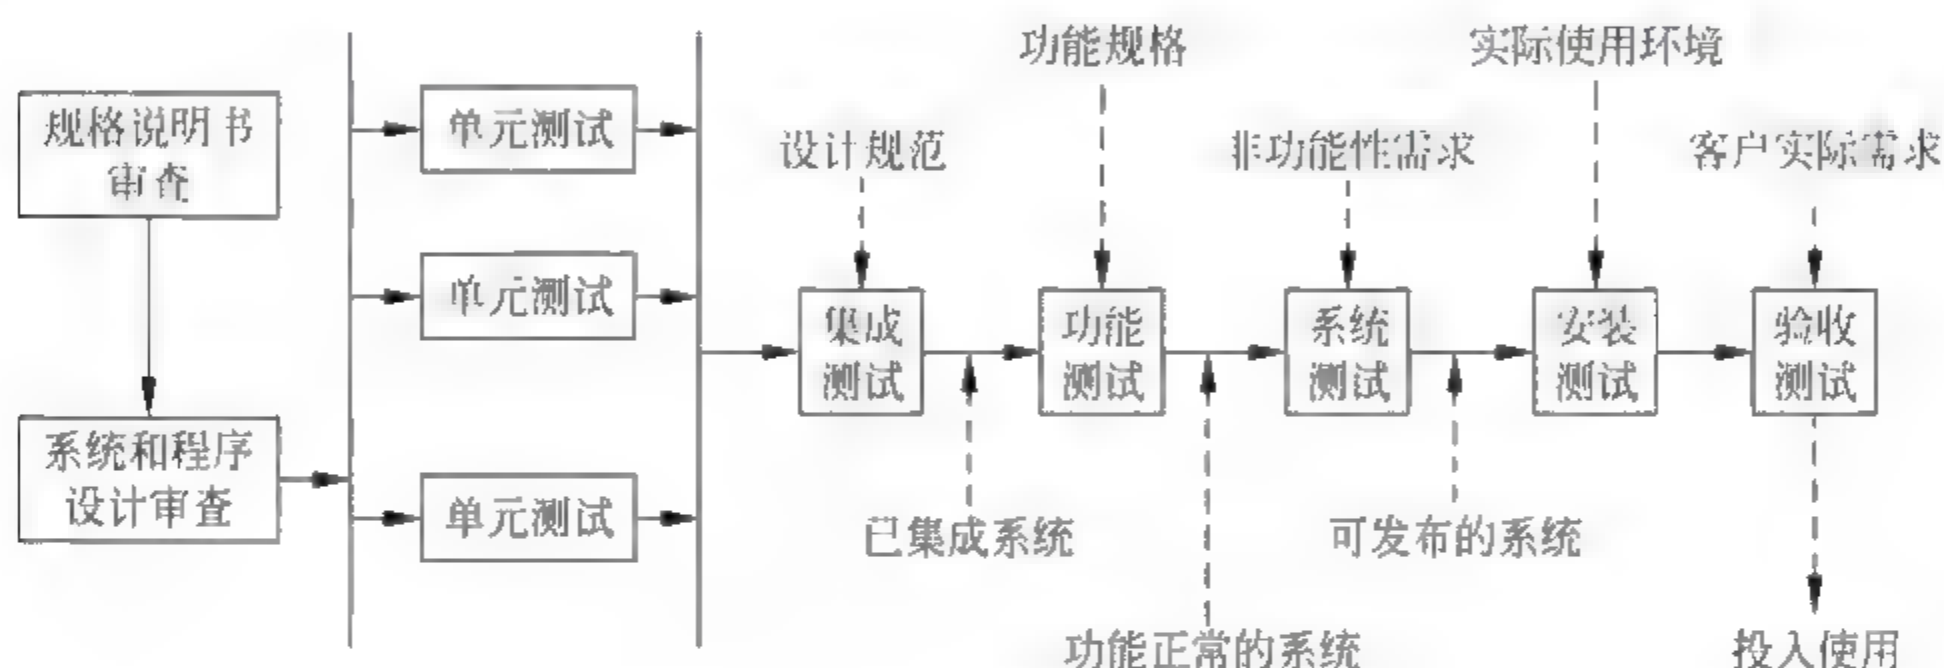 功能规格
实际使用环境
规格说明书
审查
单元测试
设计规范
非功能性需求
客户实际需求
单元测试
集成
测试
功能
测试
系统
测试
安装
测试
验收
测试
系统和程序
设计审查
单元测试
已集成系统
可发布的系统
功能正常的系统
投入使用